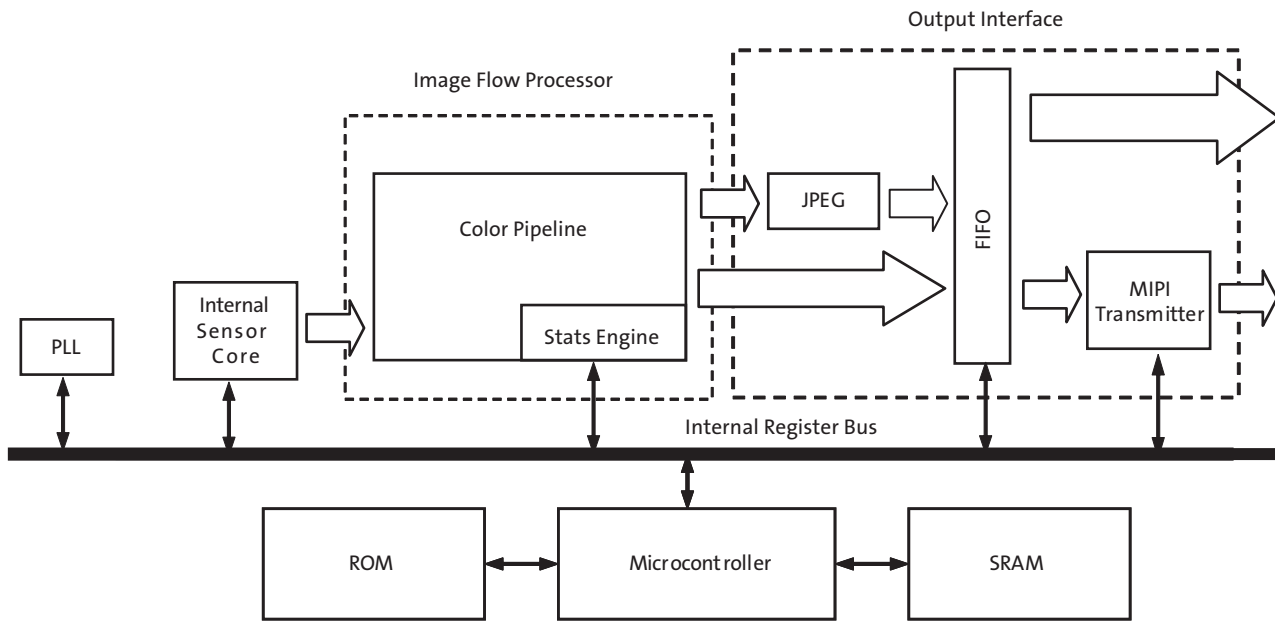 Output Interface
Image Flow Processor
Color Pipeline
Stats Engine
JPEG
FIFO
MIPI
Transmitter
Internal
Sensor
Core
PLL
Internal Register Bus
ROM
Microcontroller
SRAM